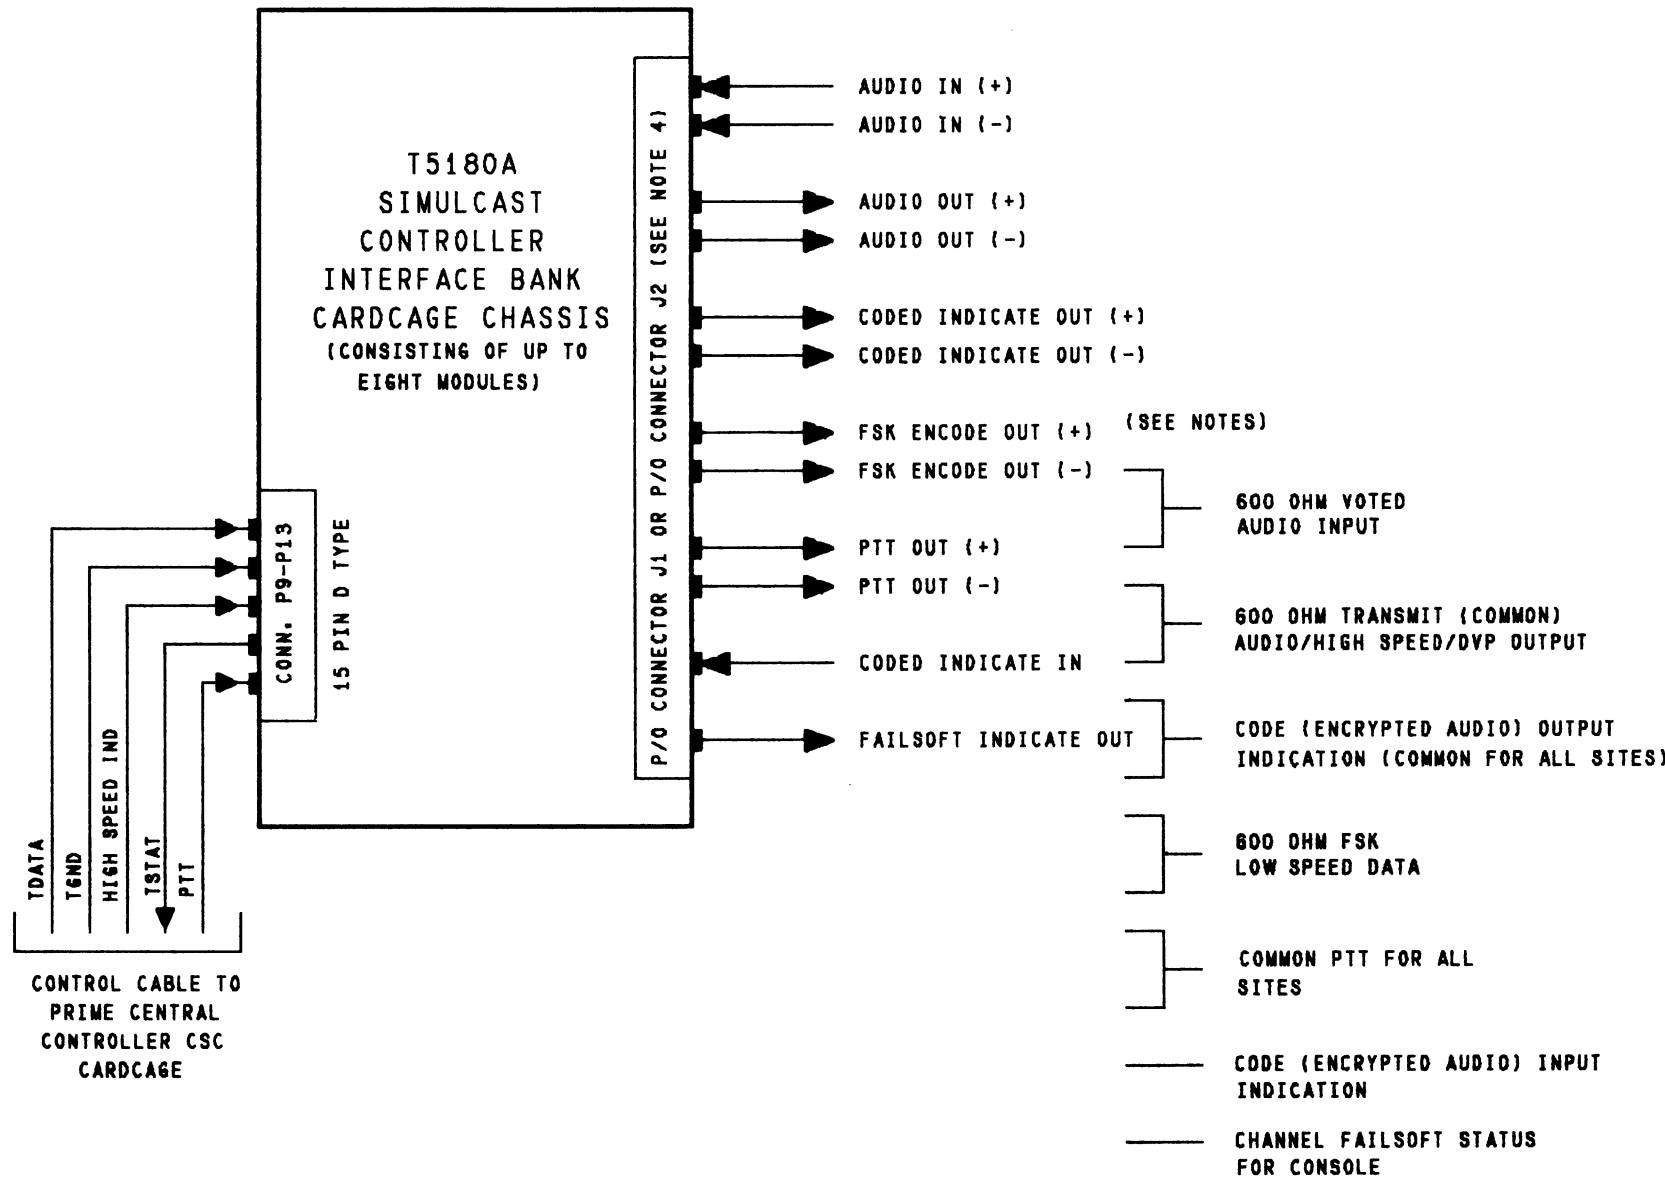 T5180A
SIMULCAST
CONTROLLER
INTERFACE BANK
CARDCAGE CHASSIS
(CONSISTING OF UP TO
EIGHT MODULES)
P/O CONNECTOR J1 OR P/O CONNECTOR J2 (SEE NOTE 4)
CONN. P9-P13
15 PIN D TYPE
TDATA
TGND
HIGH SPEED IND
TSTAT
PTT
CONTROL CABLE TO
PRIME CENTRAL
CONTROLLER CSC
CARDCAGE
AUDIO IN (+)
AUDIO IN (-)
AUDIO OUT (+)
AUDIO OUT (-)
CODED INDICATE OUT (+)
CODED INDICATE OUT (-)
FSK ENCODE OUT (+)
FSK ENCODE OUT (-)
PTT OUT (+)
PTT OUT (-)
CODED INDICATE IN
FAILSOFT INDICATE OUT
(SEE NOTES)
600 OHM VOTED
AUDIO INPUT
600 OHM TRANSMIT (COMMON)
AUDIO/HIGH SPEED/DVP OUTPUT
CODE (ENCRYPTED AUDIO) OUTPUT
INDICATION (COMMON FOR ALL SITES)
600 OHM FSK
LOW SPEED DATA
COMMON PTT FOR ALL
SITES
CODE (ENCRYPTED AUDIO) INPUT
INDICATION
CHANNEL FAILSOFT STATUS
FOR CONSOLE